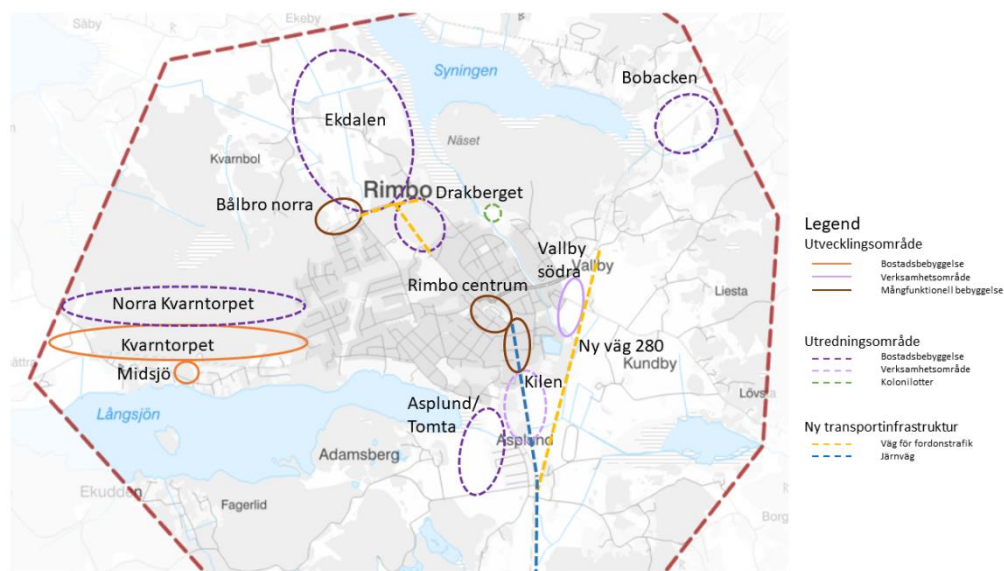 Såby
Ekeby
Syningen
Bobacken
Ekdalen
Näset
Kvarnbol
Rimbo
Drakberget
Bålbro norra
Vallby
södra
Vallby
Rimbo centrum
Liesta
Norra Kvarntorpet
Kvarntorpet
Ny väg 280
Kundby
Midsjö
Kilen
Långsjön
Asplund/
Tomta
Lövsta
Asplund
Adamsberg
Ekudden
Fagerlid
Legend
Utvecklingsområde
Bostadsbebyggelse
Verksamhetsområde
Mångfunktionell bebyggelse
Utredningsområde
Bostadsbebyggelse
Verksamhetsområde
Kolonilotter
Ny transportinfrastruktur
Väg för fordonstrafik
Järnväg